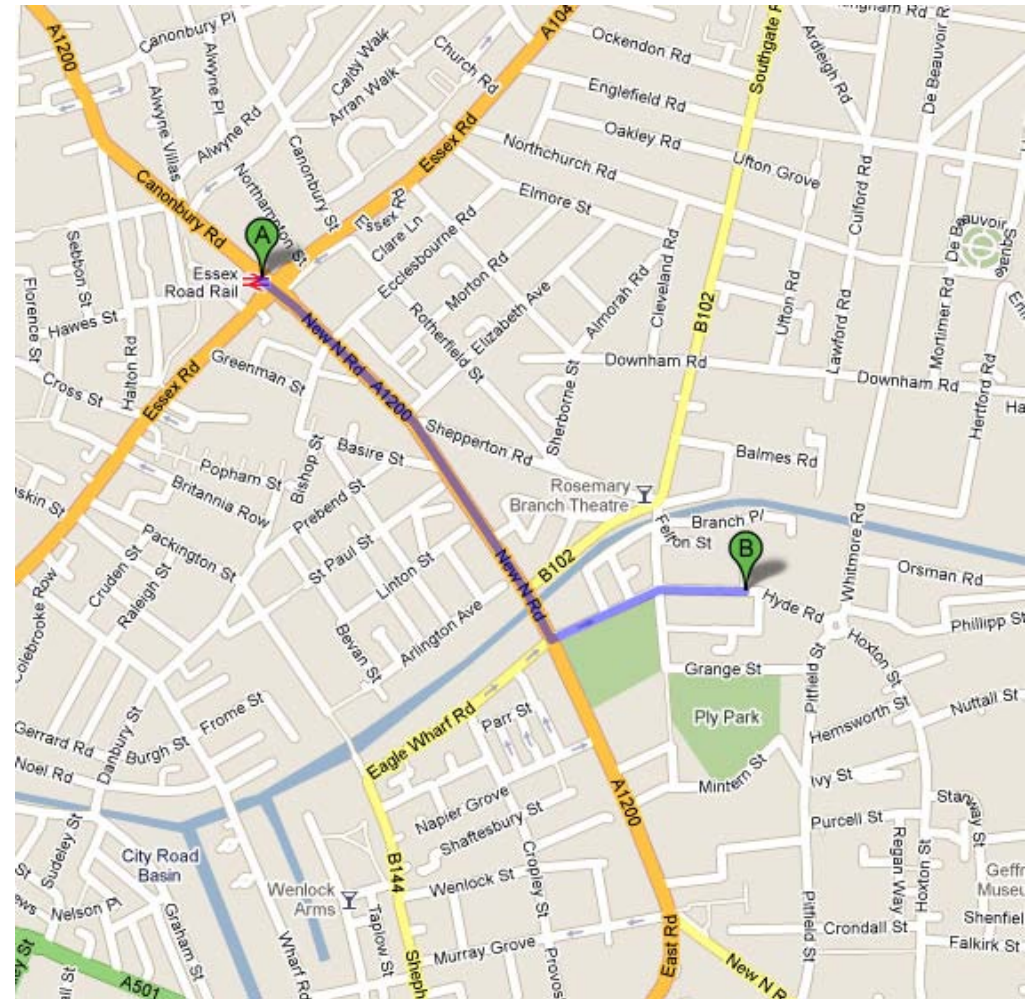 A1200
Canonbury Pl
Alwyne Villas
Alwyne Pl
Caldy Walk
Arran Walk
Church Rd
Ockendon Rd
Southgate R
Ardleigh Rd
De Beauvoir R
Englefield Rd
Oakley Rd
Ufton Grove
Alwyne Rd
Canonbury St
Essex Rd
Northchurch Rd
Elmore St
Culford Rd
Northampton St
Canonbury Rd
A
Essex Rd
Clare Ln
Ecclesbourne Rd
Cleveland Rd
B102
Square
Sebbon St
Essex
Road Rail
Morton Rd
Elizabeth Ave
Almorah Rd
Ufton Rd
Lawford Rd
Mortimer Rd
Florence St
Hawes St
Halton Rd
New N Rd
A1200
Rotherfield St
Downham Rd
Downham Rd
Hertford Rd
Greenman St
Cross St
Essex Rd
Sherborne St
Ha
Shepperton Rd
Basire St
Bishop St
Popham St
Balmes Rd
Britannia Row
Prebend St
Rosemary
Branch Theatre
Branch Pl
Felton St
Packington St
St Paul St
Linton St
New N Rd
B102
B
Whitmore Rd
Orsman Rd
Cruden St
Raleigh St
Hyde Rd
Phillipp St
Colebrooke Row
Bevan St
Arlington Ave
Hoxton St
Grange St
Pitfield St
Frome St
Parr St
Ply Park
Nuttall St
Hemsworth St
Gerrard Rd
Burgh St
Danbury St
Noel Rd
Eagle Wharf Rd
Mintern St
Ivy St
Napier Grove
A1200
Shaftesbury St
Purcell St
City Road
Basin
Sudeley St
B144
Cropley St
Regan Way
Hoxton St
Wenlock
Arms
Wenlock St
Nelson Pl
Graham St
Wharf Rd
Taplow St
Murray Grove
Pitfield St
Crondall St
Shenfiel
Falkirk St
A501
Sheph
Provos
East Rd
New N R